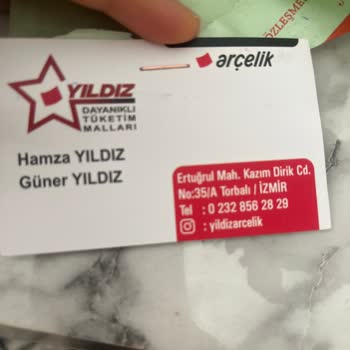 SÖZLEŞME
arçelik
YILDIZ
DAYANIKLI
TÜKETİM
MALLARI
Hamza YILDIZ
Güner YILDIZ
Ertuğrul Mah. Kazım Dirik Cd.
No:35/A Torbalı / İZMİR
Tel : 0 232 856 28 29
: yildizarcelik